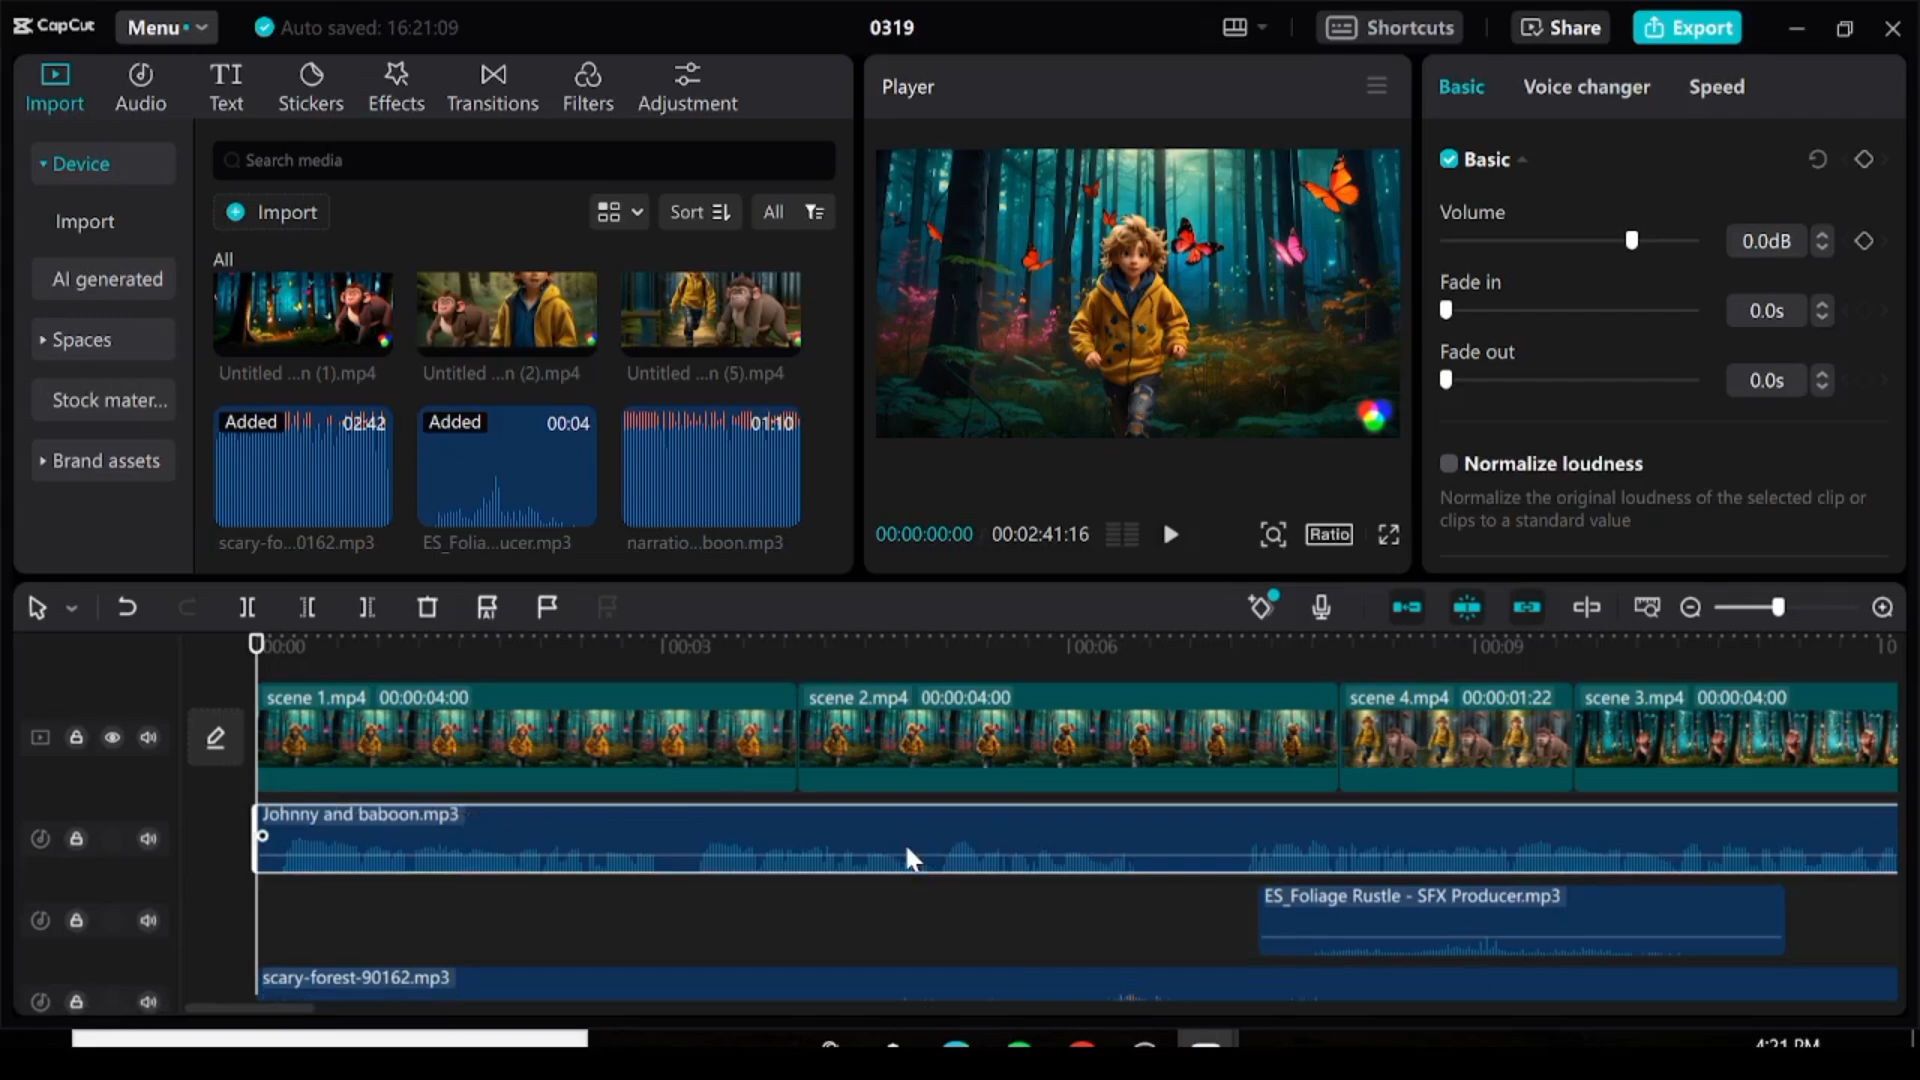 CapCut
Menu
Auto saved: 16:21:09
0319
Shortcuts
Share
Export
Import
Audio
TI
Text
Stickers
Effects
Transitions
Filters
Adjustment
Device
Import
AI generated
Spaces
Stock mater...
Brand assets
Search media
Import
Sort
All
All
Untitled ...n (1).mp4
Untitled ...n (2).mp4
Untitled ...n (5).mp4
Added 02:42
Added 00:04
01:10
scary-fo...0162.mp3
ES_Folia...ucer.mp3
narratio...boon.mp3
Player
00:00:00:00 / 00:02:41:16
Ratio
Basic
Voice changer
Speed
Basic
Volume
0.0dB
Fade in
0.0s
Fade out
0.0s
Normalize loudness
Normalize the original loudness of the selected clip or
clips to a standard value
00:00
00:03
00:06
00:09
scene 1.mp4 00:00:04:00
scene 2.mp4 00:00:04:00
scene 4.mp4 00:00:01:22
scene 3.mp4 00:00:04:00
Johnny and baboon.mp3
ES_Foliage Rustle - SFX Producer.mp3
scary-forest-90162.mp3
4:21 PM